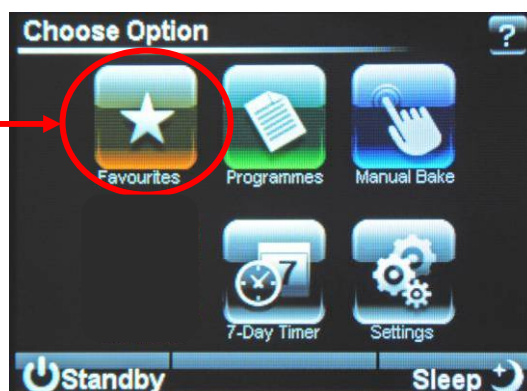 Choose Option
?
Favourites Programmes Manual Bake
7
7-Day Timer Settings
Standby Sleep